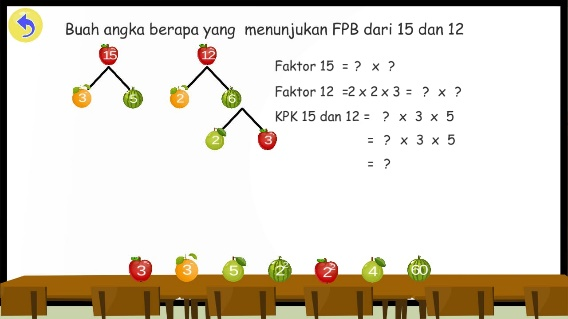 Buah angka berapa yang menunjukan FPB dari 15 dan 12
15
12
3
5
2
6
2
3
Faktor 15 = ? x ?
Faktor 12 =2 x 2 x 3 = ? x ?
KPK 15 dan 12 = ? x 3 x 5
= ? x 3 x 5
= ?
3 3 5 2² 2² 4 60